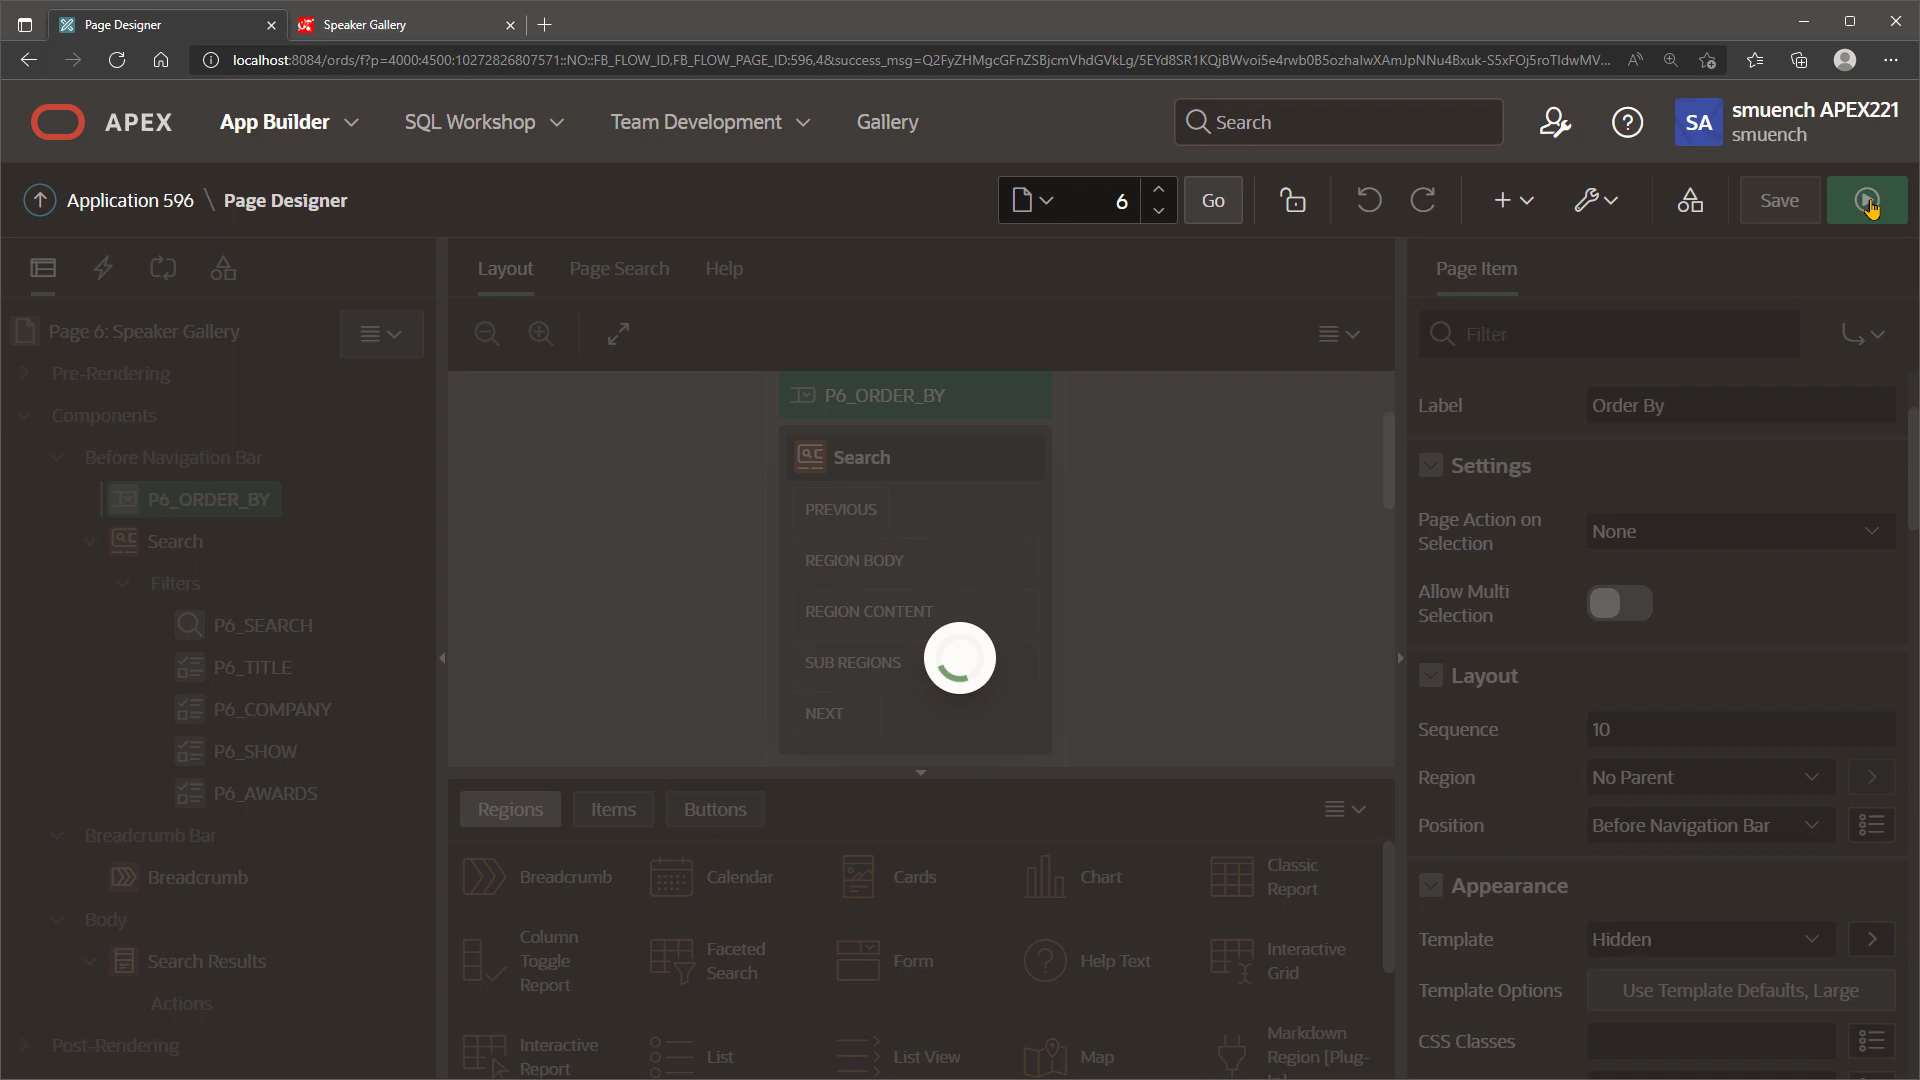 Page Designer
Speaker Gallery
localhost:8084/ords/f?p=4000:4500:10272826807571::NO::FB_FLOW_ID,FB_FLOW_PAGE_ID:596,4&success_msg=Q2FyZHMgcGFnZSBjcmVhdGVkLg/5EYd8SR1KQjBWvoi5e4rwb0B5ozhalwXAmJpNNu4Bxuk-S5xFOj5roTIdwMV...
APEX
App Builder
SQL Workshop
Team Development
Gallery
Search
SA
smuench APEX221
smuench
Application 596 \ Page Designer
6
Go
Save
Layout
Page Search
Help
Page Item
Page 6: Speaker Gallery
Pre-Rendering
Components
Before Navigation Bar
P6_ORDER_BY
Search
Filters
P6_SEARCH
P6_TITLE
P6_COMPANY
P6_SHOW
P6_AWARDS
Breadcrumb Bar
Breadcrumb
Body
Search Results
Actions
Post-Rendering
P6_ORDER_BY
Search
PREVIOUS
REGION BODY
REGION CONTENT
SUB REGIONS
NEXT
Regions
Items
Buttons
Breadcrumb
Calendar
Cards
Chart
Classic
Report
Column
Toggle
Report
Faceted
Search
Form
Help Text
Interactive
Grid
Interactive
Report
List
List View
Map
Markdown
Region [Plug-
Filter
Label
Order By
Settings
Page Action on
Selection
None
Allow Multi
Selection
Layout
Sequence
10
Region
No Parent
Position
Before Navigation Bar
Appearance
Template
Hidden
Template Options
Use Template Defaults, Large
CSS Classes